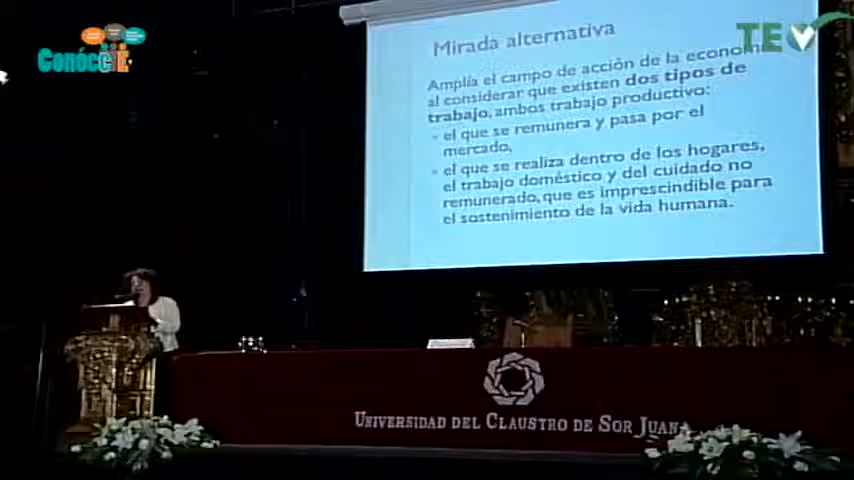 ConócetE
TEV
Mirada alternativa
Amplía el campo de acción de la econom
al considerar que existen dos tipos de
trabajo, ambos trabajo productivo:
- el que se remunera y pasa por el
mercado,
- el que se realiza dentro de los hogares,
el trabajo doméstico y del cuidado no
remunerado, que es imprescindible para
el sostenimiento de la vida humana.
UNIVERSIDAD DEL CLAUSTRO DE SOR JUANA